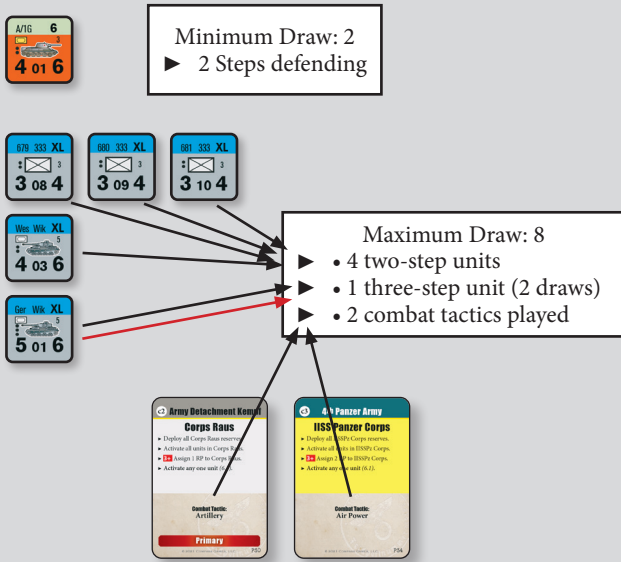 A/1G 6
3
4 01 6
Minimum Draw: 2
► 2 Steps defending
679 333 XL
3
3 08 4
680 333 XL
3
3 09 4
681 333 XL
3
3 10 4
Wes Wik XL
5
4 03 6
Ger Wik XL
5
5 01 6
Maximum Draw: 8
► • 4 two-step units
► • 1 three-step unit (2 draws)
► • 2 combat tactics played
Army Detachment Kempf
Corps Raus
► Deploy all Corps Raus reserves.
► Activate all units in Corps Raus.
► Assign 1 RP to Corps Raus.
► Activate any one unit (6.1).
Combat Tactic:
Artillery
Primary
4th Panzer Army
IISS Panzer Corps
► Deploy all IISSPz Corps reserves.
► Activate all units in IISSPz Corps.
► Assign 2 RP to IISSPz Corps.
► Activate any one unit (6.1).
Combat Tactic:
Air Power